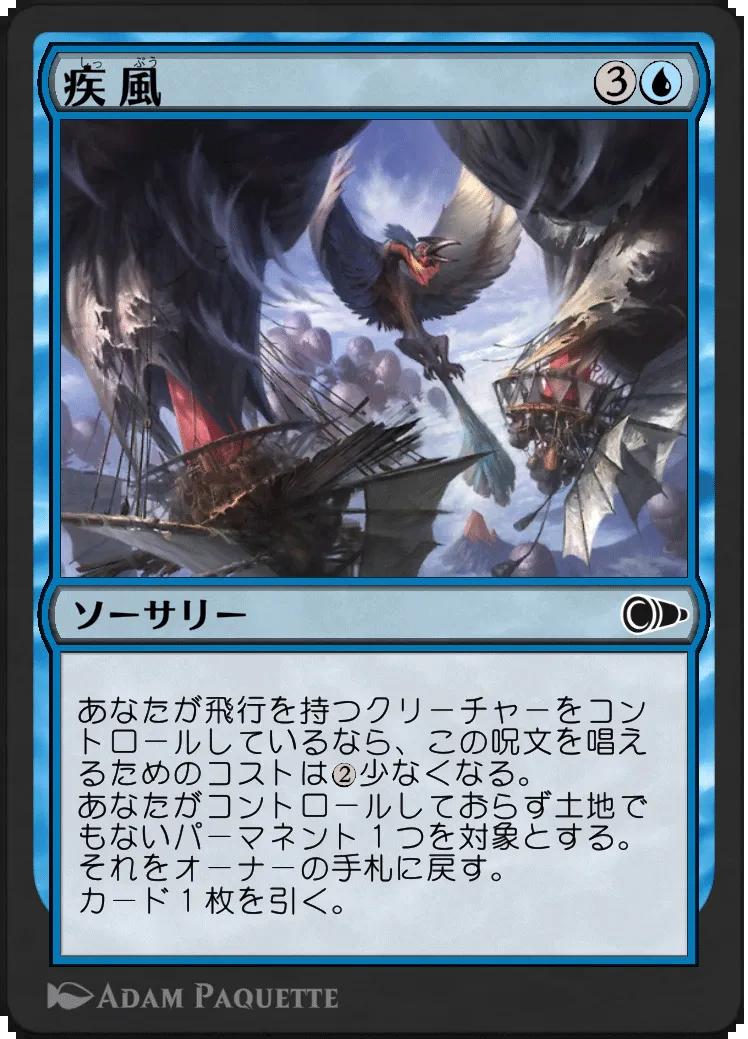 疾風
しっぷう
3
ソーサリー
あなたが飛行を持つクリーチャーをコン
トロールしているなら、この呪文を唱え
るためのコストは2少なくなる。
あなたがコントロールしておらず土地で
もないパーマネント1つを対象とする。
それをオーナーの手札に戻す。
カード1枚を引く。
ADAM PAQUETTE